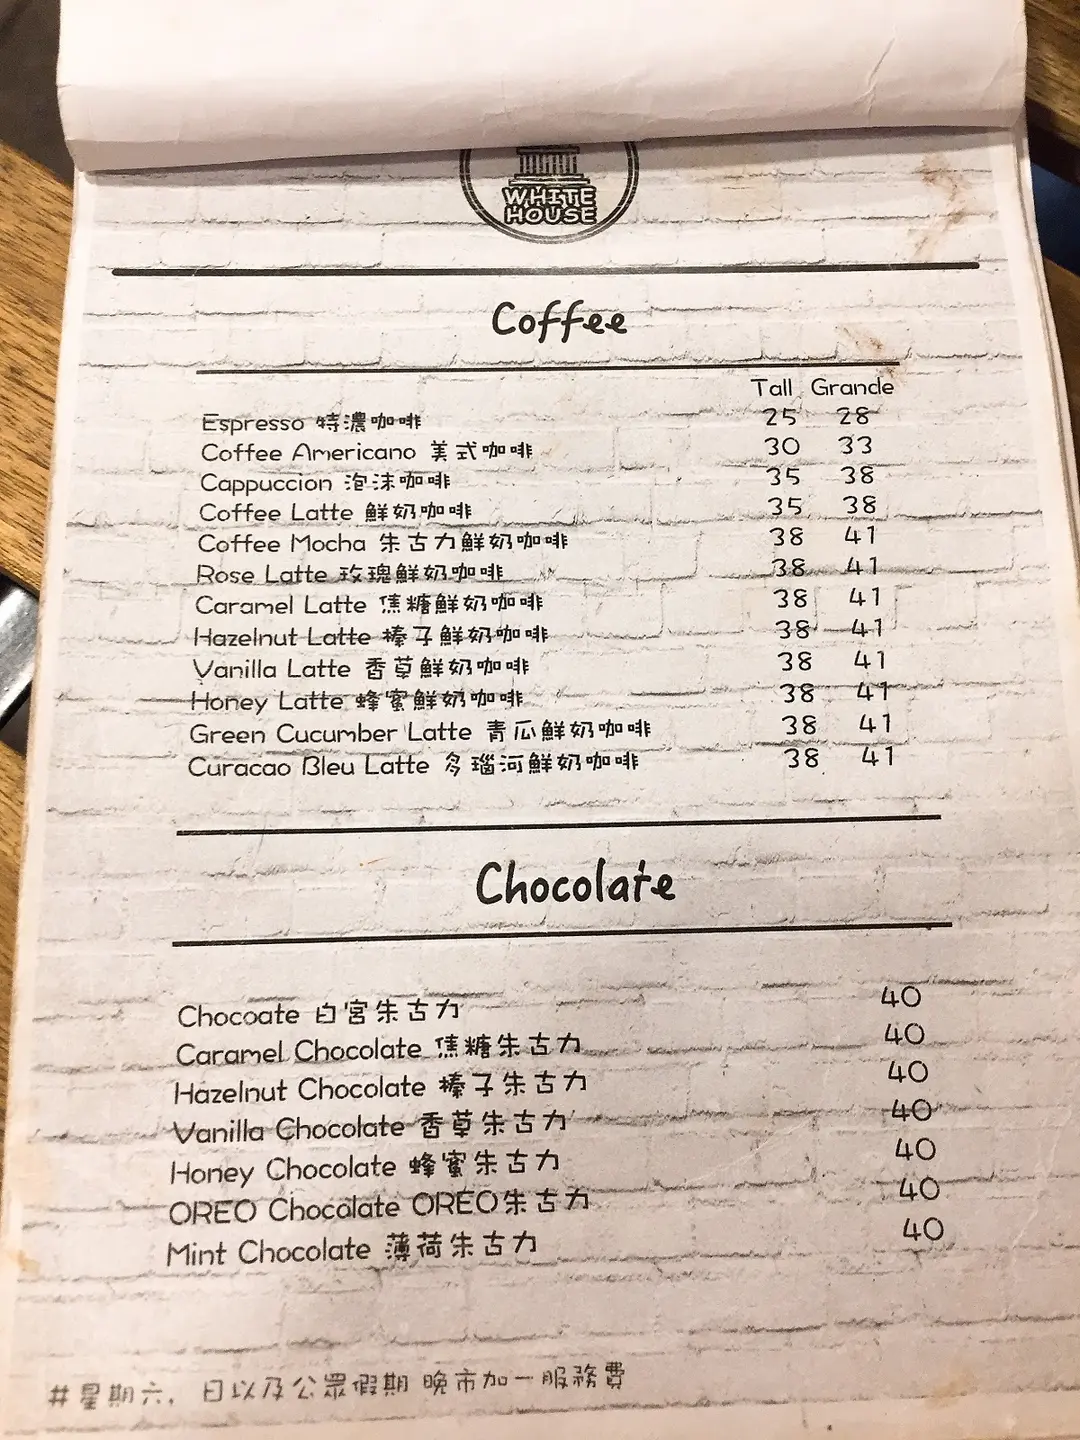 WHITE
HOUSE
Coffee
Tall Grande
Espresso 特濃咖啡 25 28
Coffee Americano 美式咖啡 30 33
Cappuccion 泡沫咖啡 35 38
Coffee Latte 鮮奶咖啡 35 38
Coffee Mocha 朱古力鮮奶咖啡 38 41
Rose Latte 玫瑰鮮奶咖啡 38 41
Caramel Latte 焦糖鮮奶咖啡 38 41
Hazelnut Latte 榛子鮮奶咖啡 38 41
Vanilla Latte 香草鮮奶咖啡 38 41
Honey Latte 蜂蜜鮮奶咖啡 38 41
Green Cucumber Latte 青瓜鮮奶咖啡 38 41
Curacao Bleu Latte 多瑙河鮮奶咖啡 38 41
Chocolate
Chocoate 白宮朱古力 40
Caramel Chocolate 焦糖朱古力 40
Hazelnut Chocolate 榛子朱古力 40
Vanilla Chocolate 香草朱古力 40
Honey Chocolate 蜂蜜朱古力 40
OREO Chocolate OREO朱古力 40
Mint Chocolate 薄荷朱古力 40
#星期六, 日以及公眾假期 晚市加一服務費